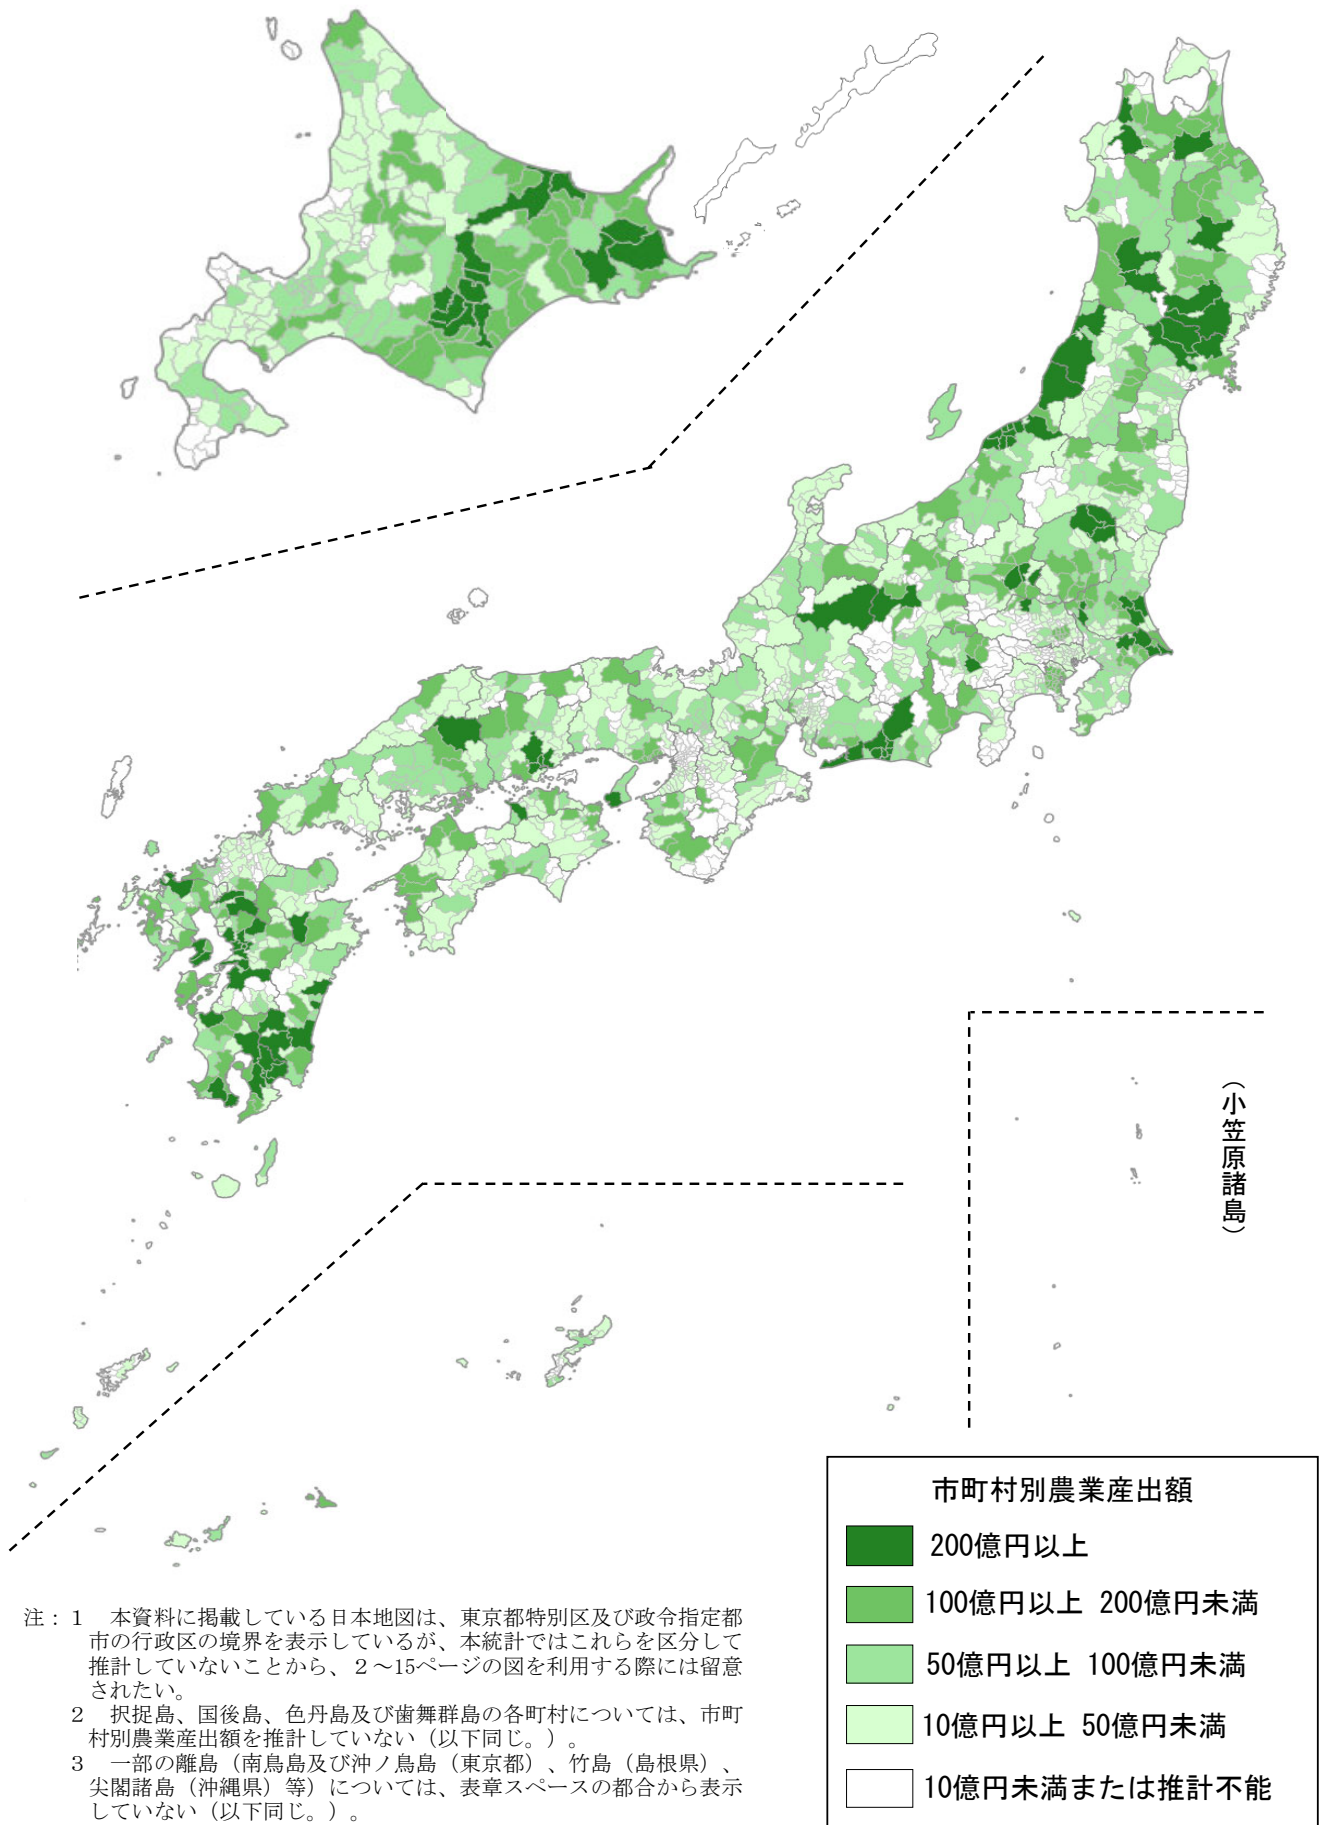 （小笠原諸島）
市町村別農業産出額
200億円以上
100億円以上 200億円未満
50億円以上 100億円未満
10億円以上 50億円未満
10億円未満または推計不能
注：1　本資料に掲載している日本地図は、東京都特別区及び政令指定都
市の行政区の境界を表示しているが、本統計ではこれらを区分して
推計していないことから、２～15ページの図を利用する際には留意
されたい。
2　択捉島、国後島、色丹島及び歯舞群島の各町村については、市町
村別農業産出額を推計していない（以下同じ。）。
3　一部の離島（南鳥島及び沖ノ鳥島（東京都）、竹島（島根県）、
尖閣諸島（沖縄県）等）については、表章スペースの都合から表示
していない（以下同じ。）。